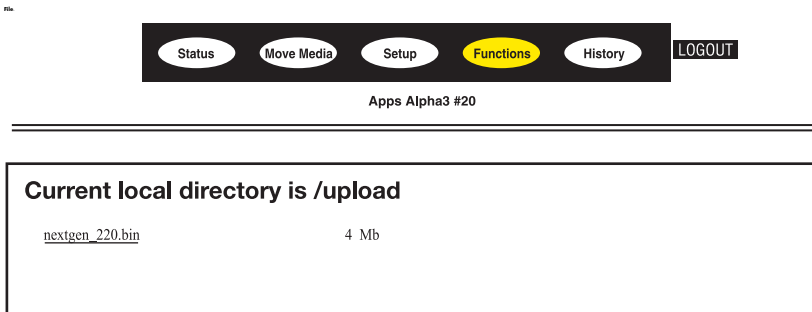 File
Status Move Media Setup Functions History LOGOUT
Apps Alpha3 #20
Current local directory is /upload
nextgen_220.bin 4 Mb